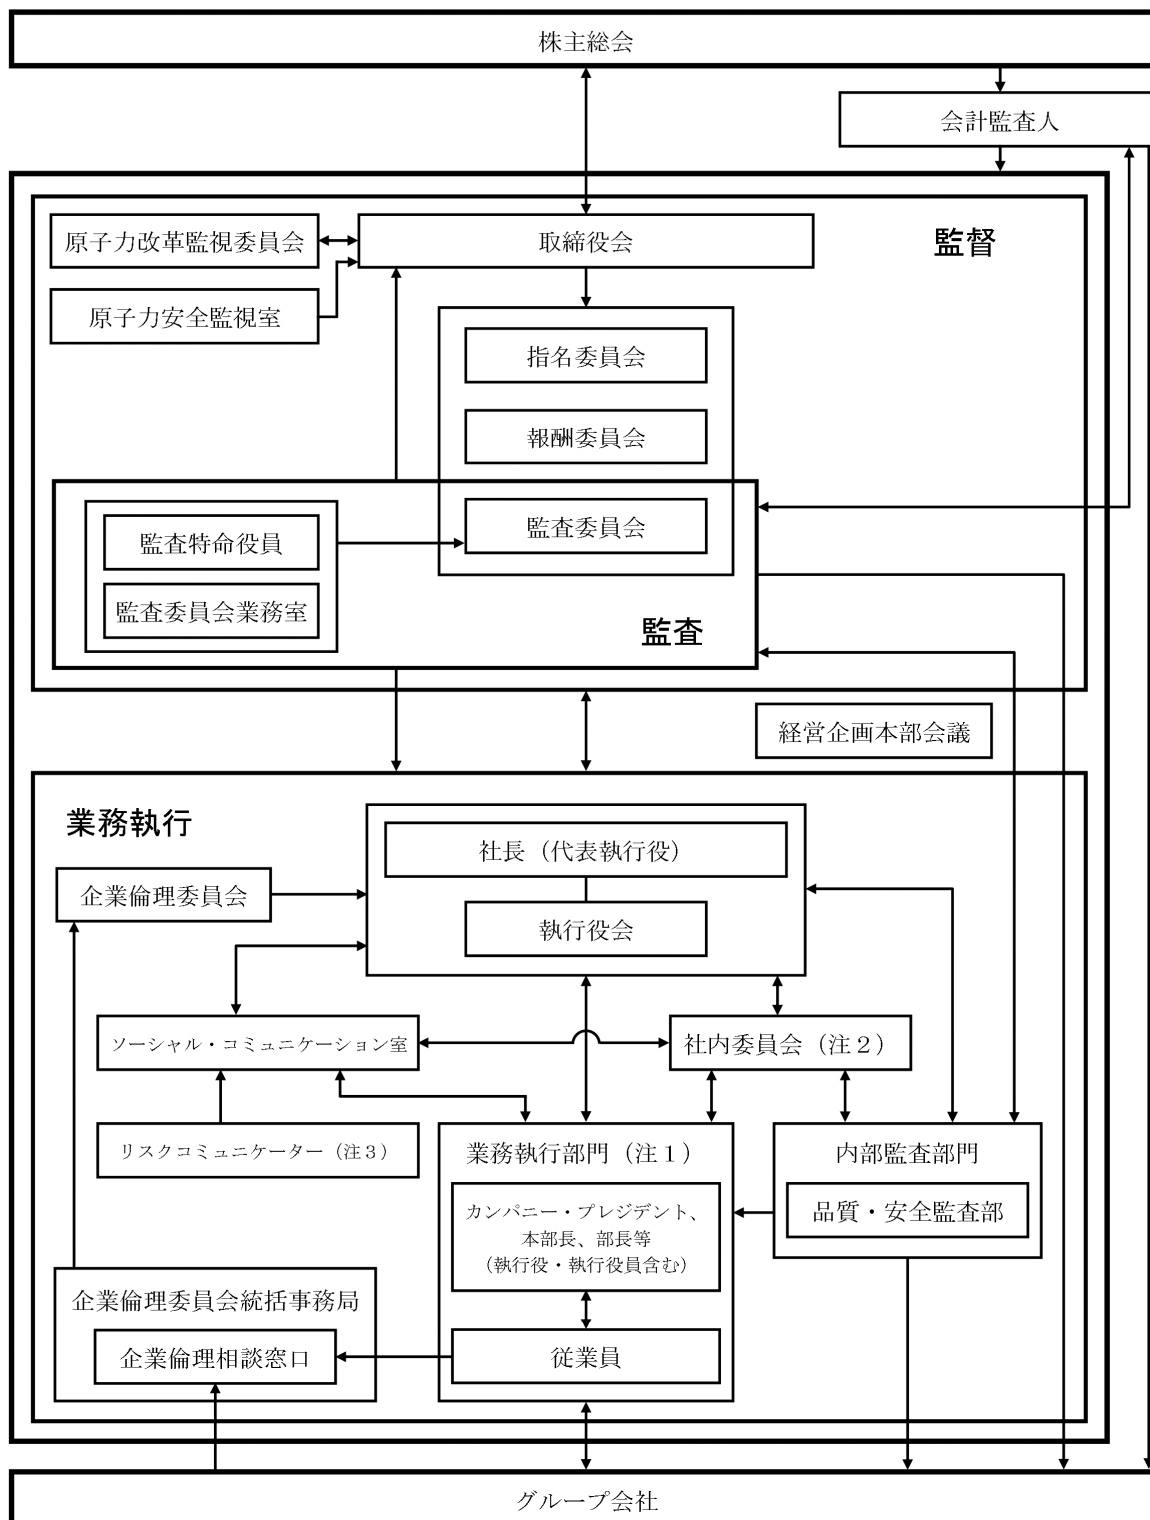 株主総会
会計監査人
監督
原子力改革監視委員会
取締役会
原子力安全監視室
指名委員会
報酬委員会
監査委員会
監査特命役員
監査委員会業務室
監査
経営企画本部会議
業務執行
社長（代表執行役）
企業倫理委員会
執行役会
ソーシャル・コミュニケーション室
社内委員会（注２）
リスクコミュニケーター（注３）
業務執行部門（注１）
内部監査部門
カンパニー・プレジデント、
本部長、部長等
（執行役・執行役員含む）
品質・安全監査部
企業倫理委員会統括事務局
企業倫理相談窓口
従業員
グループ会社